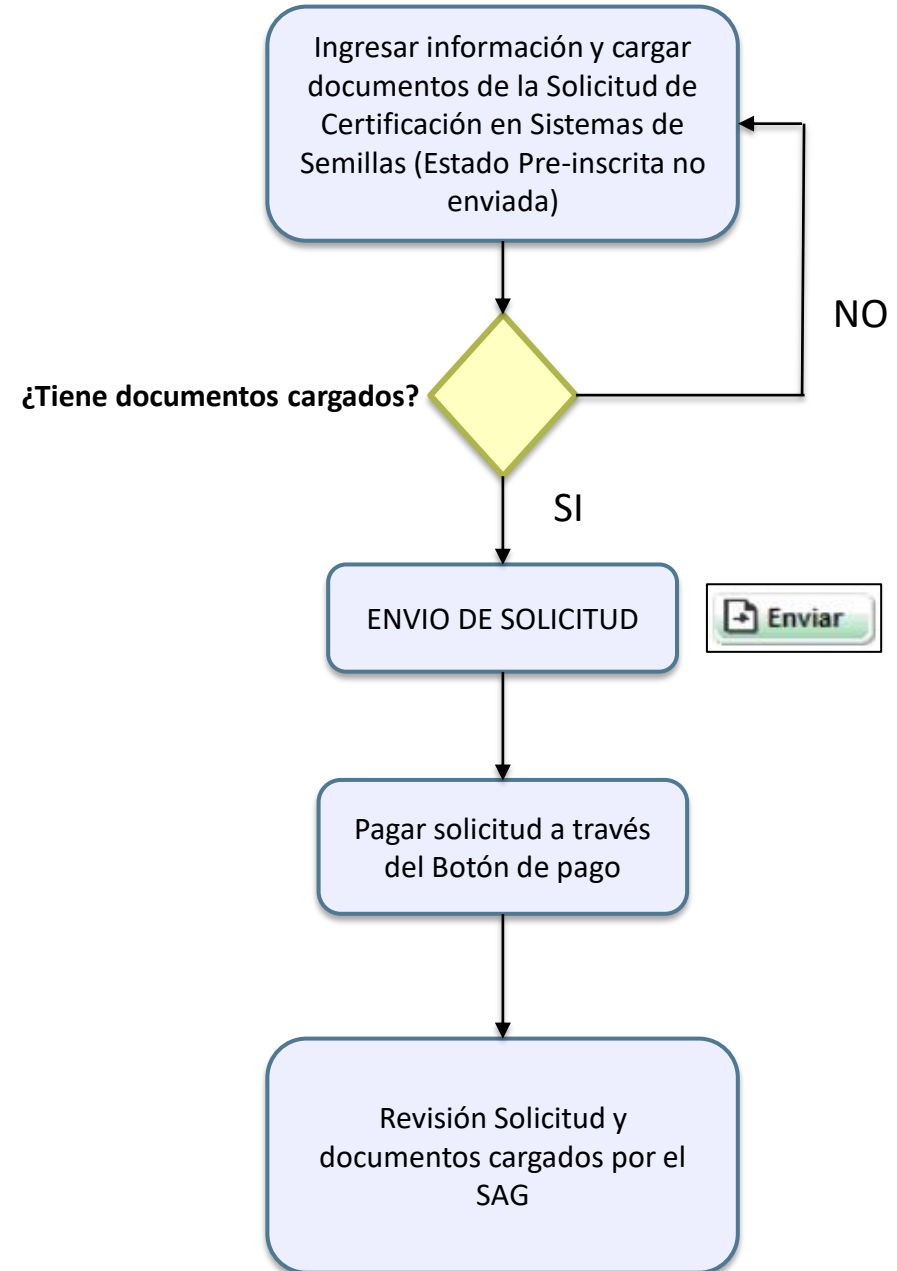 Ingresar información y cargar
documentos de la Solicitud de
Certificación en Sistemas de
Semillas (Estado Pre-inscrita no
enviada)
NO
¿Tiene documentos cargados?
SI
ENVIO DE SOLICITUD
Enviar
Pagar solicitud a través
del Botón de pago
Revisión Solicitud y
documentos cargados por el
SAG